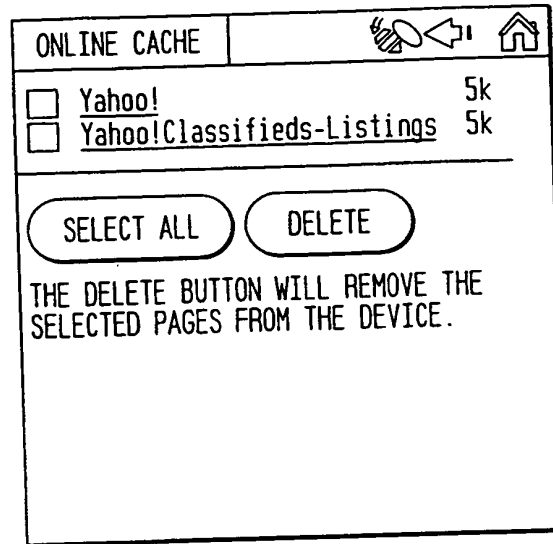 ONLINE CACHE
Yahoo! 5k
Yahoo!Classifieds-Listings 5k
SELECT ALL DELETE
THE DELETE BUTTON WILL REMOVE THE
SELECTED PAGES FROM THE DEVICE.